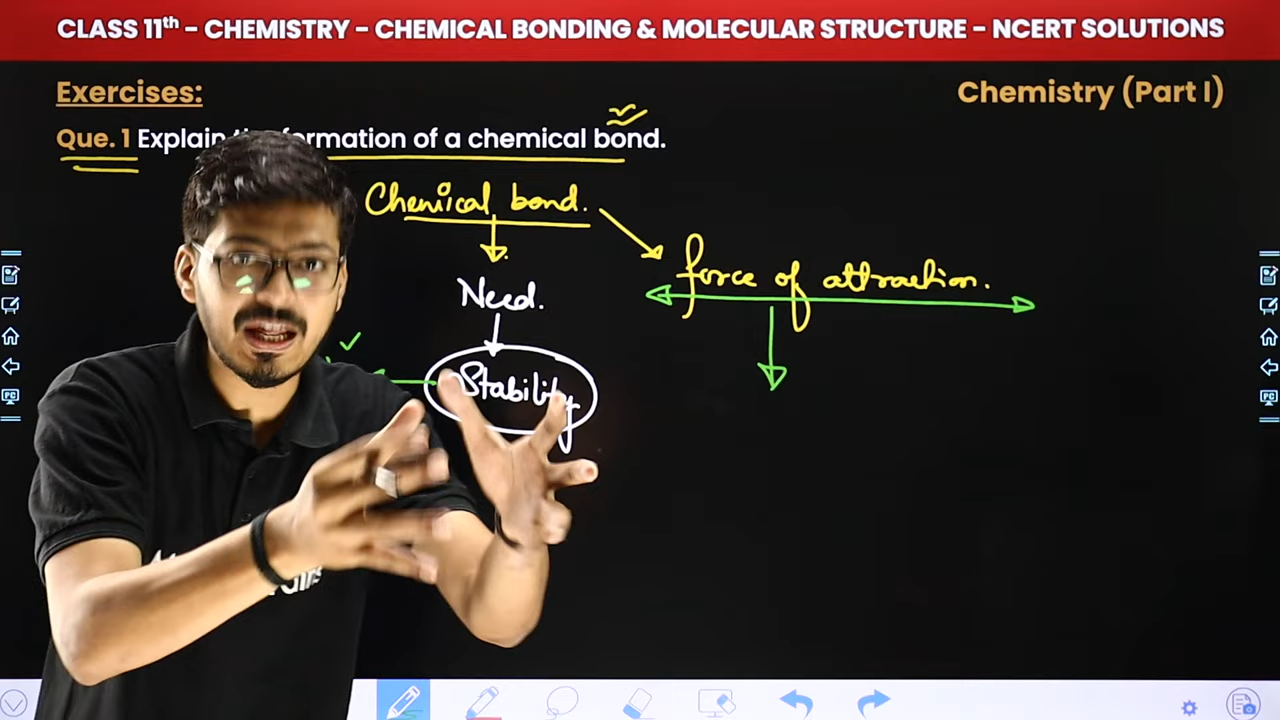 CLASS 11th - CHEMISTRY - CHEMICAL BONDING & MOLECULAR STRUCTURE - NCERT SOLUTIONS
Exercises:
Chemistry (Part I)
Que. 1 Explain formation of a chemical bond.
Chemical bond.
force of attraction.
Need.
Stability